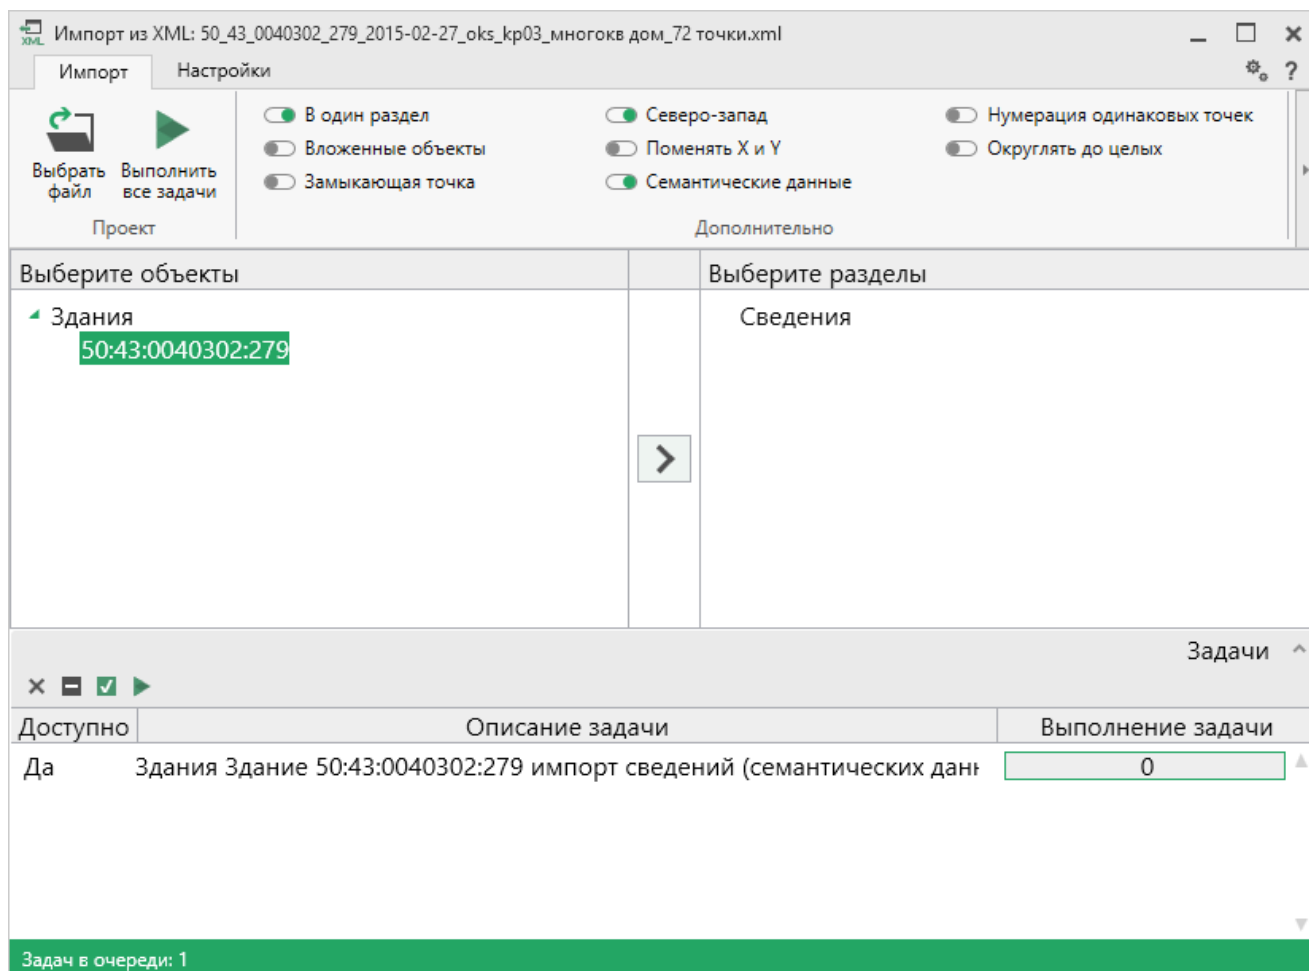 XML Импорт из XML: 50_43_0040302_279_2015-02-27_oks_kp03_многокв дом_72 точки.xml
Импорт Настройки ?
В один раздел Северо-запад Нумерация одинаковых точек
Вложенные объекты Поменять X и Y Округлять до целых
Выбрать файл Выполнить все задачи Замыкающая точка Семантические данные
Проект Дополнительно
Выберите объекты Выберите разделы
Здания Сведения
50:43:0040302:279
Задачи
Доступно Описание задачи Выполнение задачи
Да Здания Здание 50:43:0040302:279 импорт сведений (семантических 0
Задач в очереди: 1